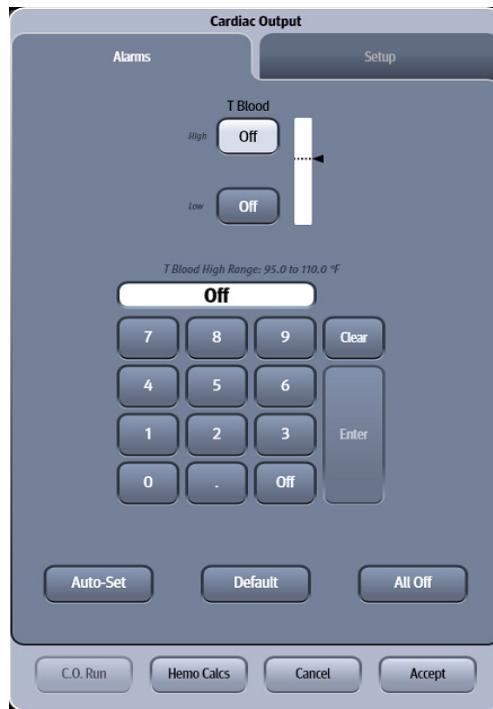 Cardiac Output
Alarms Setup
T Blood
High Off
Low Off
T Blood High Range: 95.0 to 110.0 °F
Off
7 8 9 Clear
4 5 6
1 2 3 Enter
0 . Off
Auto-Set Default All Off
C.O. Run Hemo Calcs Cancel Accept